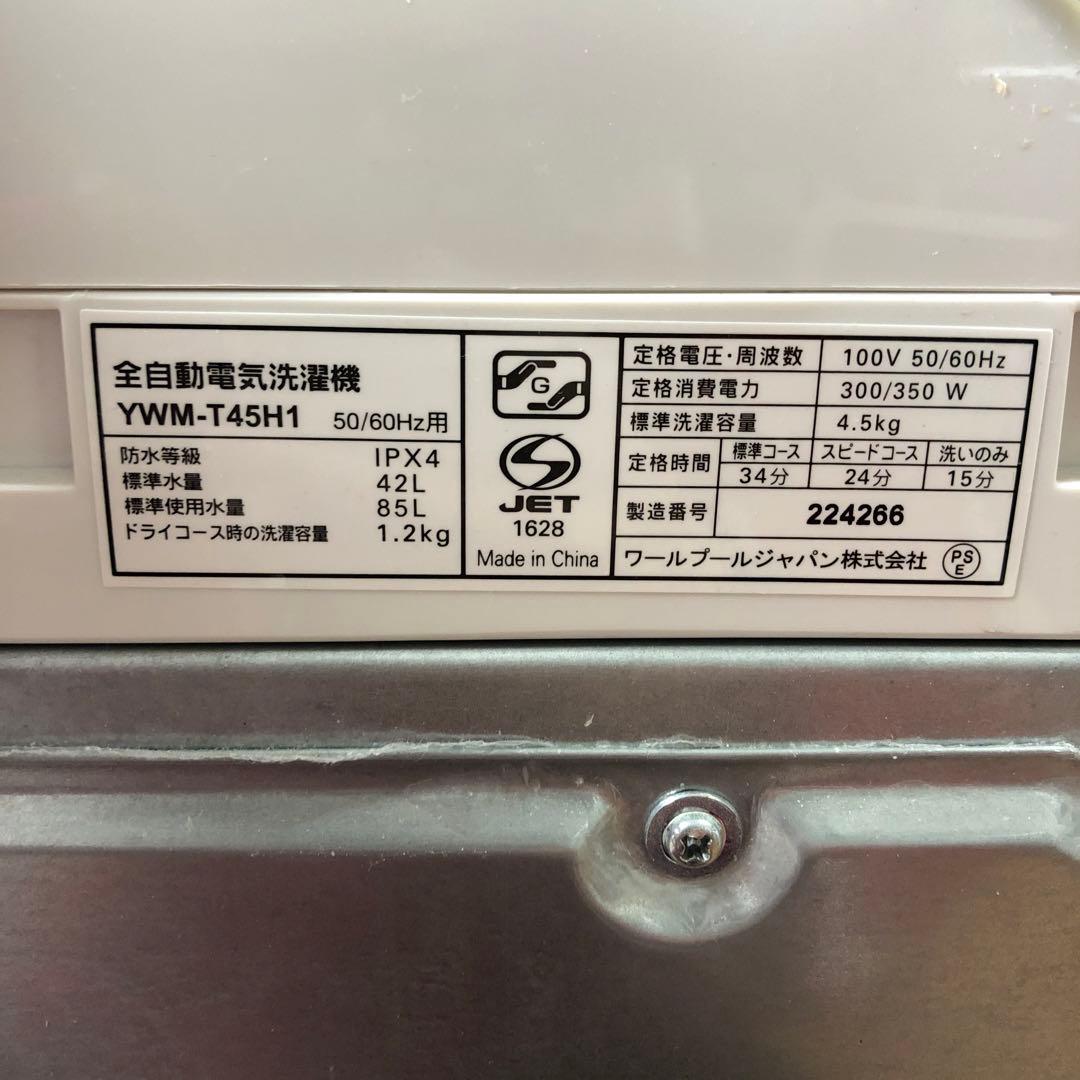 全自動電気洗濯機
YWM-T45H1 50/60Hz用
防水等級 IPX4
標準水量 42L
標準使用水量 85L
ドライコース時の洗濯容量 1.2kg
G
JET
1628
Made in China
定格電圧・周波数 100V 50/60Hz
定格消費電力 300/350 W
標準洗濯容量 4.5kg
定格時間 標準コース スピードコース 洗いのみ
34分 24分 15分
製造番号 224266
ワールプールジャパン株式会社 PS E